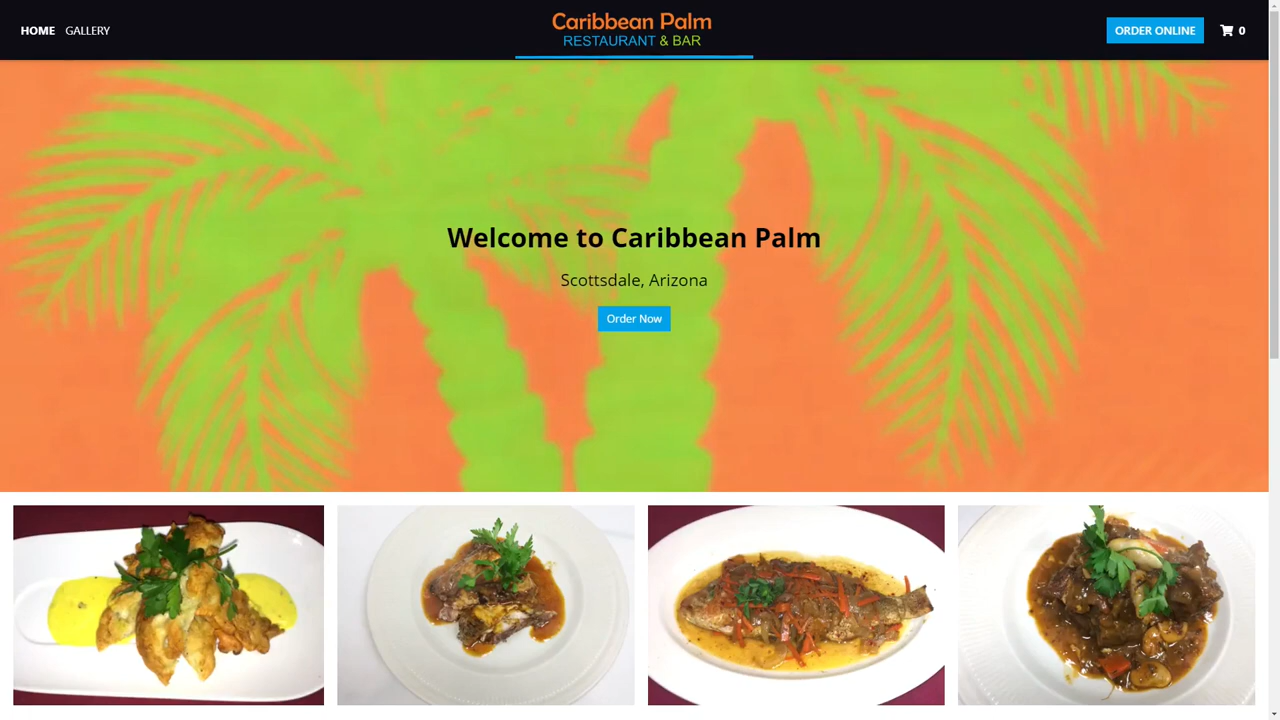 HOME
GALLERY
Caribbean Palm
RESTAURANT & BAR
ORDER ONLINE
0
Welcome to Caribbean Palm
Scottsdale, Arizona
Order Now